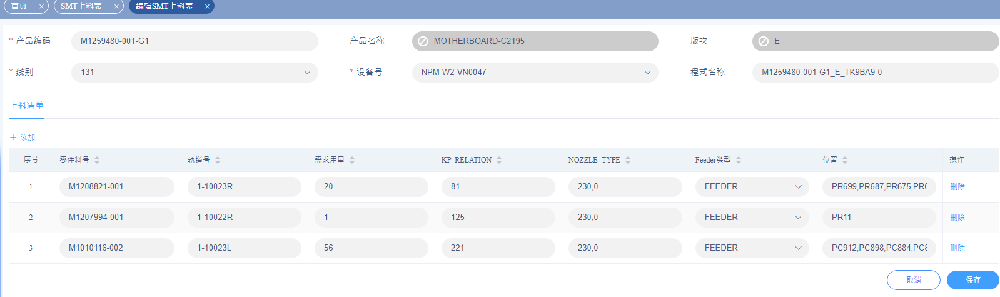 首页 × SMT上料表 × 编辑SMT上料表 ×
* 产品编码 M1259480-001-G1 产品名称 MOTHERBOARD-C2195 版次 E
* 线别 131 * 设备号 NPM-W2-VN0047 程式名称 M1259480-001-G1_E_TK9BA9-0
上料清单
+ 添加
序号 零件料号 轨道号 需求用量 KP_RELATION NOZZLE_TYPE Feeder类型 位置 操作
1 M1208821-001 1-10023R 20 81 230,0 FEEDER PR699,PR687,PR675,PR6 删除
2 M1207994-001 1-10022R 1 125 230,0 FEEDER PR11 删除
3 M1010116-002 1-10023L 56 221 230,0 FEEDER PC912,PC898,PC884,PC8 删除
取消 保存